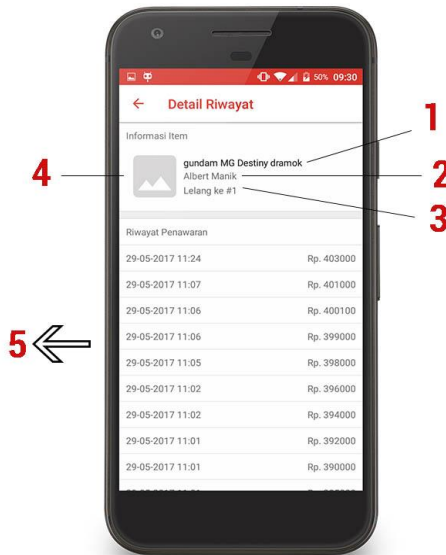 50% 09:30
Detail Riwayat
Informasi Item
1
gundam MG Destiny dramok
4
Albert Manik
2
Lelang ke #1
3
Riwayat Penawaran
29-05-2017 11:24 Rp. 403000
29-05-2017 11:07 Rp. 401000
29-05-2017 11:06 Rp. 400100
29-05-2017 11:06 Rp. 399000
5
29-05-2017 11:05 Rp. 398000
29-05-2017 11:02 Rp. 396000
29-05-2017 11:02 Rp. 394000
29-05-2017 11:01 Rp. 392000
29-05-2017 11:01 Rp. 390000